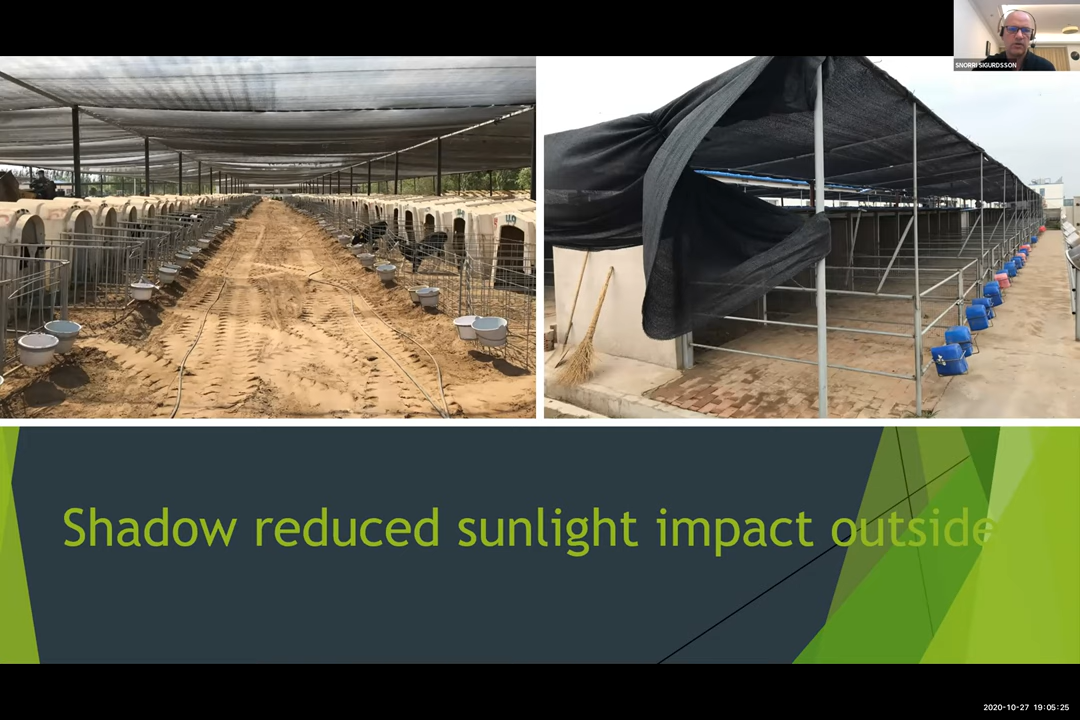 SNORRI SIGURDSSON
Shadow reduced sunlight impact outside
2020-10-27 19:05:25